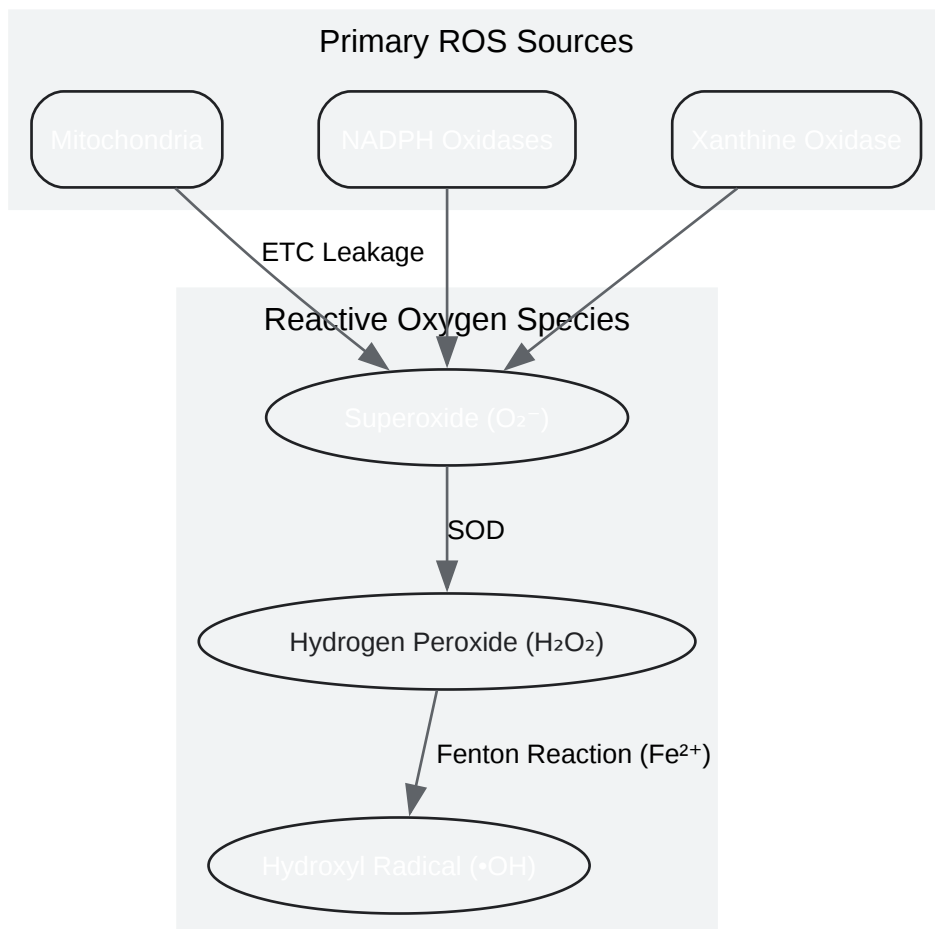 Primary ROS Sources
Mitochondria
NADPH Oxidases
Xanthine Oxidase
ETC Leakage
Reactive Oxygen Species
Superoxide (O₂⁻)
SOD
Hydrogen Peroxide (H₂O₂)
Fenton Reaction (Fe²⁺)
Hydroxyl Radical (•OH)